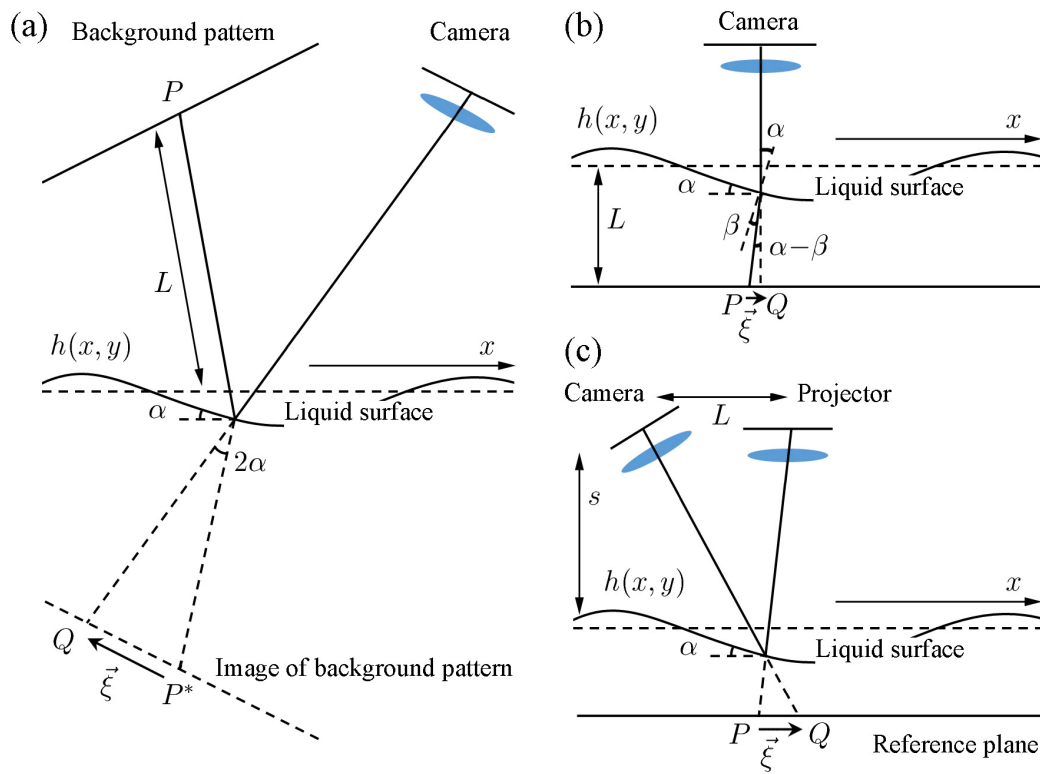 (a)
Background pattern
Camera
P
L
h(x, y)
x
α
Liquid surface
2α
Q
ξ⃗
P*
Image of background pattern
(b)
Camera
h(x, y)
α
x
α
Liquid surface
L
β
α−β
P
Q
ξ⃗
(c)
Camera
L
Projector
s
h(x, y)
x
α
Liquid surface
P
ξ⃗
Q
Reference plane